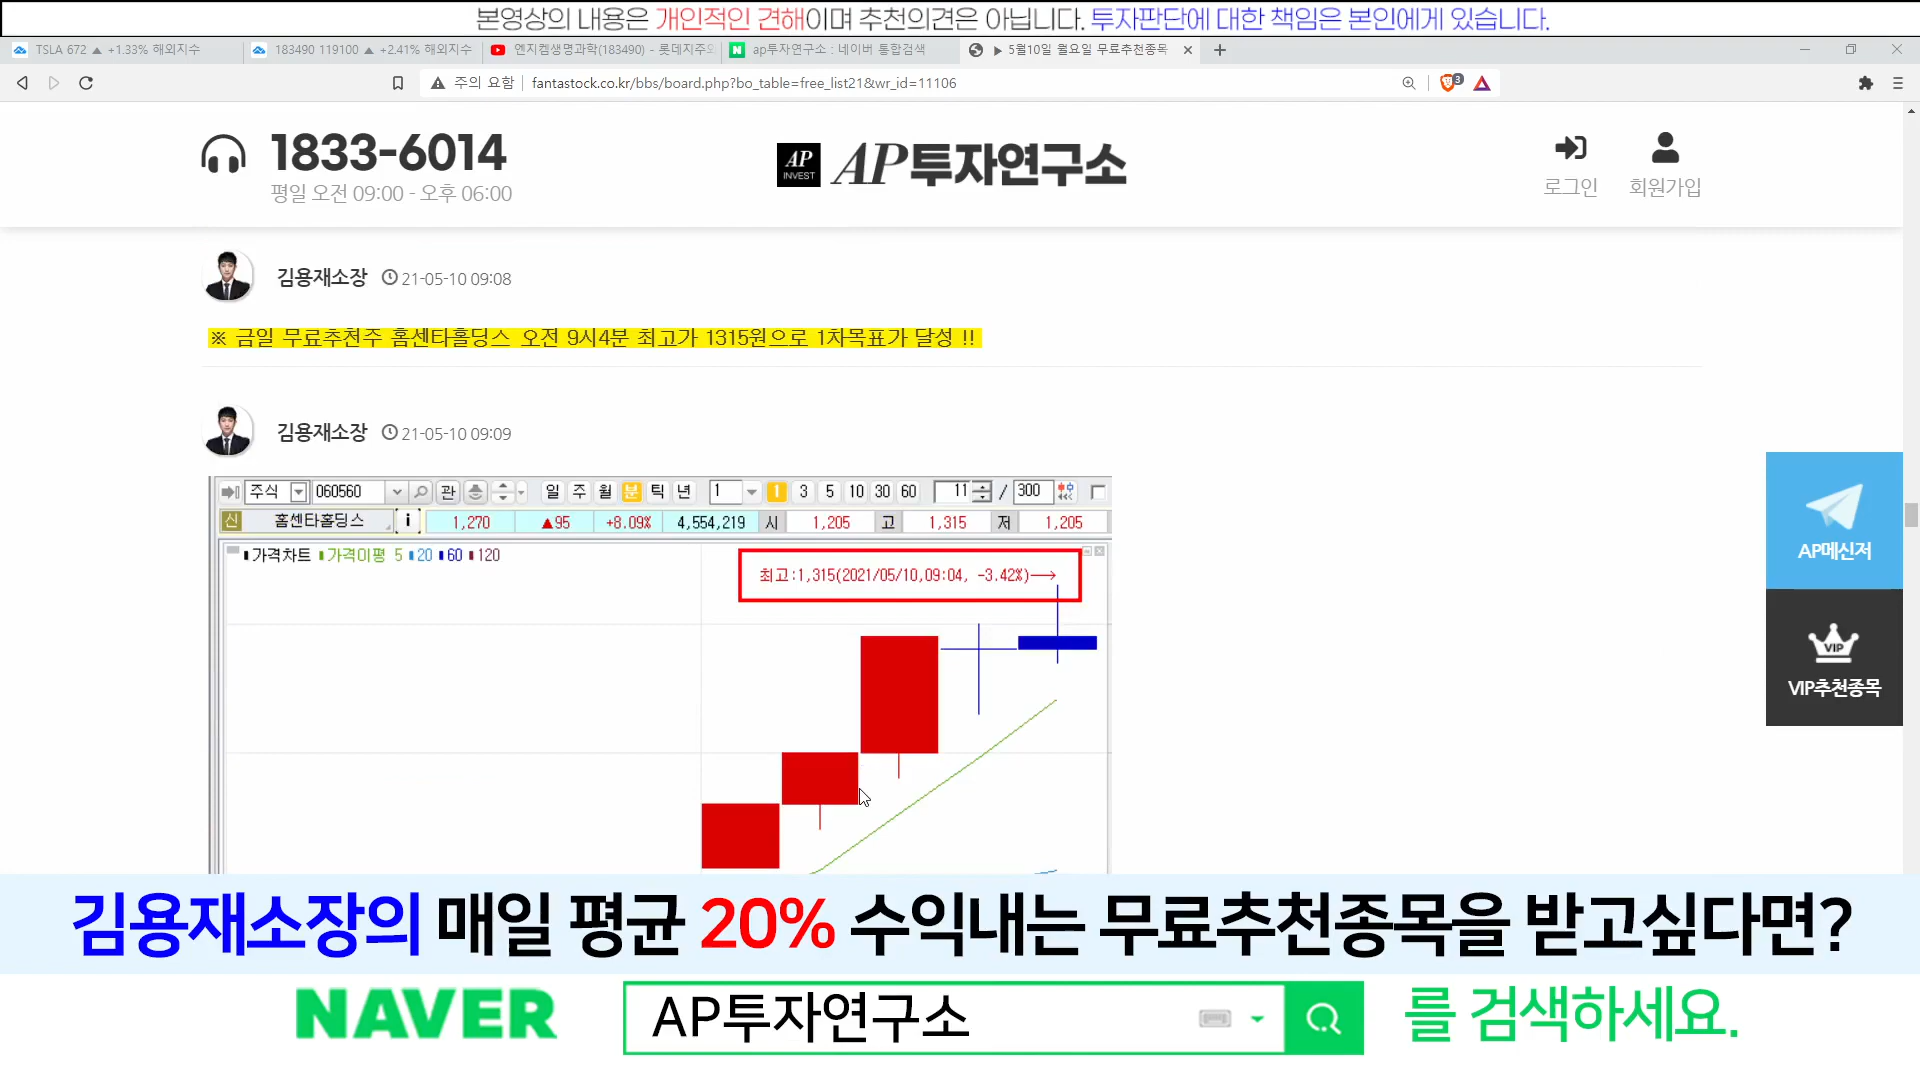 본영상의 내용은 개인적인 견해이며 추천의견은 아닙니다. 투자판단에 대한 책임은 본인에게 있습니다.
TSLA 672 ▲ +1.33% 해외지수
183490 119100 ▲ +2.41% 해외지수
엔지켐생명과학(183490) - 롯데지주의
ap투자연구소 : 네이버 통합검색
▶ 5월10일 월요일 무료추천종목
주의 요함 fantastock.co.kr/bbs/board.php?bo_table=free_list21&wr_id=11106
3
1833-6014
평일 오전 09:00 - 오후 06:00
AP INVEST
AP투자연구소
로그인
회원가입
김용재소장 21-05-10 09:08
※ 금일 무료추천주 홈센타홀딩스 오전 9시4분 최고가 1315원으로 1차목표가 달성 !!
김용재소장 21-05-10 09:09
주식 060560 관 일 주 월 분 틱 년 1 1 3 5 10 30 60 11 / 300
신 홈센타홀딩스 i 1,270 ▲95 +8.09% 4,554,219 시 1,205 고 1,315 저 1,205
가격차트 가격이평 5 20 60 120
최고:1,315(2021/05/10,09:04, -3.42%)→
AP메신저
VIP
VIP추천종목
김용재소장의 매일 평균 20% 수익내는 무료추천종목을 받고싶다면?
NAVER AP투자연구소 를 검색하세요.